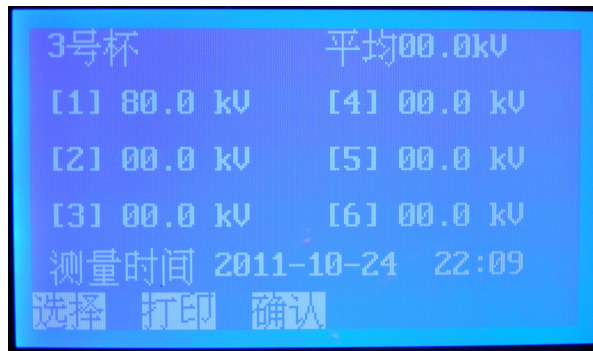 3号杯 平均00.0kV
[1] 80.0 kV [4] 00.0 kV
[2] 00.0 kV [5] 00.0 kV
[3] 00.0 kV [6] 00.0 kV
测量时间 2011-10-24 22:09
选择 打印 确认